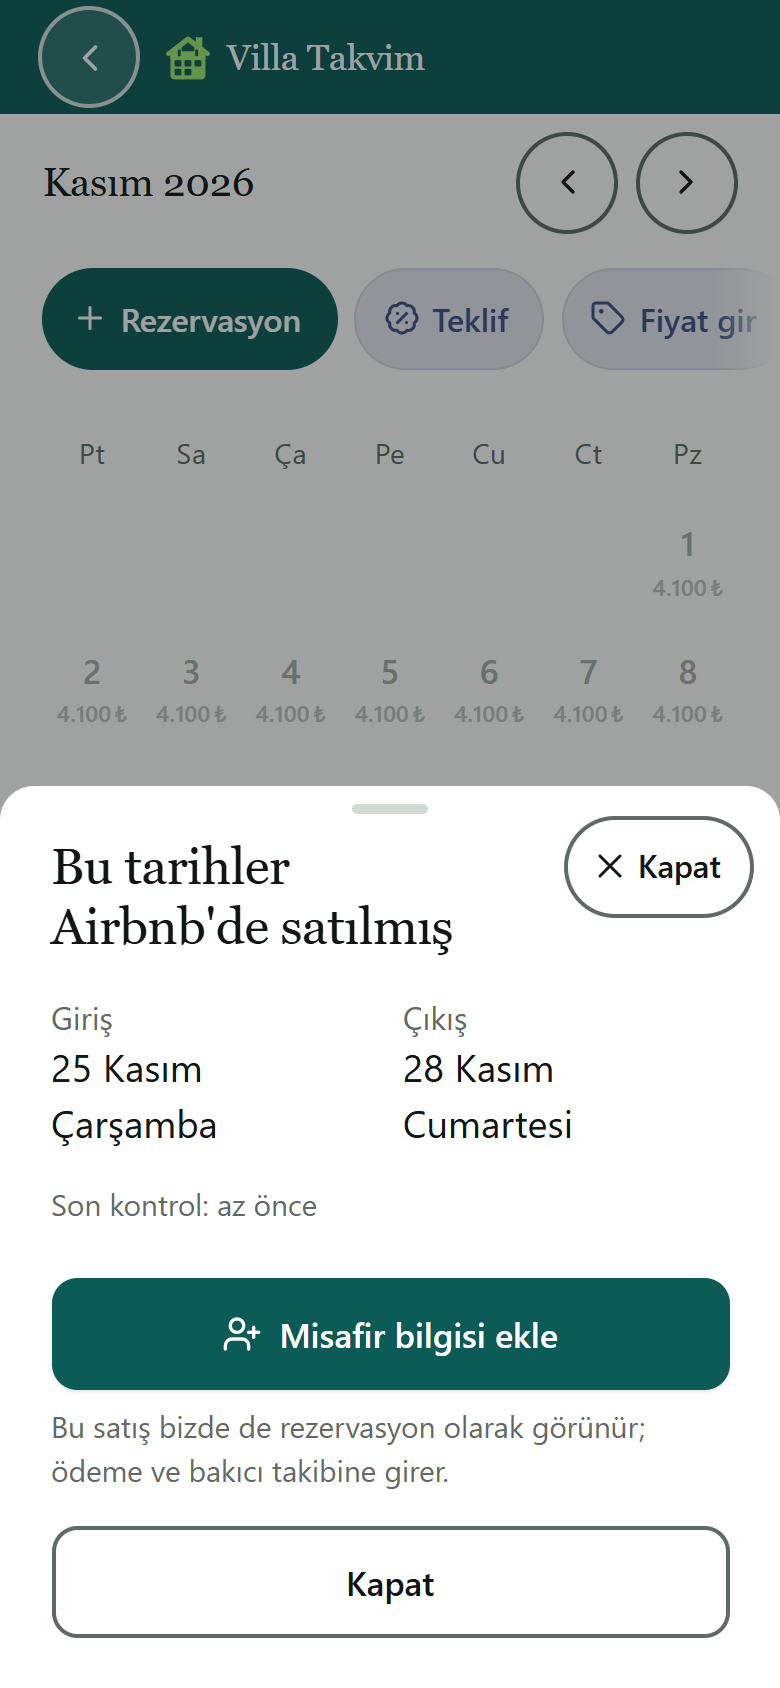 Villa Takvim
Kasım 2026
Rezervasyon
Teklif
Fiyat gir
Pt Sa Ça Pe Cu Ct Pz
1
4.100 ₺
2 3 4 5 6 7 8
4.100 ₺ 4.100 ₺ 4.100 ₺ 4.100 ₺ 4.100 ₺ 4.100 ₺ 4.100 ₺
Bu tarihler
Airbnb'de satılmış
Kapat
Giriş Çıkış
25 Kasım 28 Kasım
Çarşamba Cumartesi
Son kontrol: az önce
Misafir bilgisi ekle
Bu satış bizde de rezervasyon olarak görünür;
ödeme ve bakıcı takibine girer.
Kapat